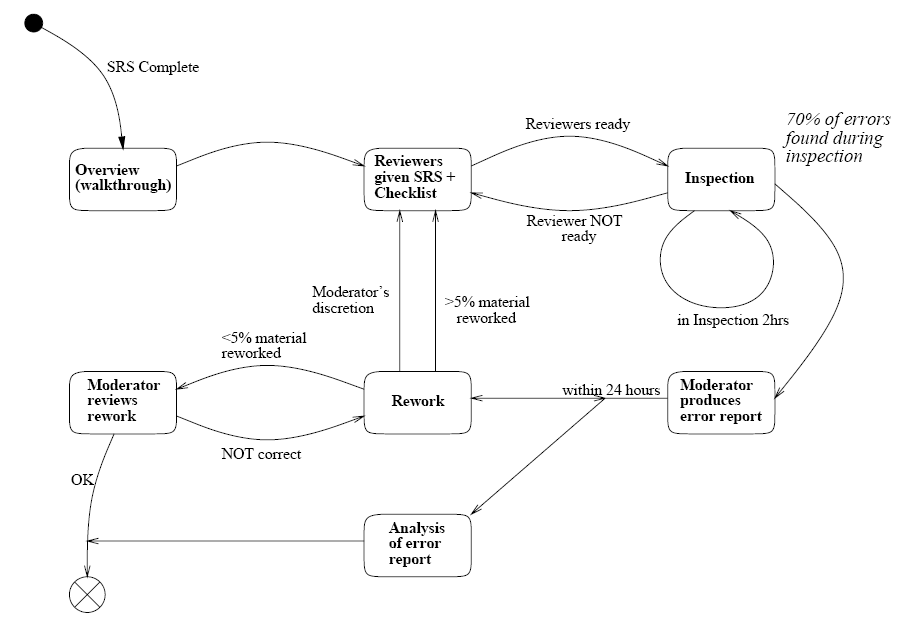 SRS Complete
Overview
(walkthrough)
Reviewers
given SRS +
Checklist
Reviewers ready
Reviewer NOT
ready
Inspection
70% of errors
found during
inspection
in Inspection 2hrs
Moderator's
discretion
>5% material
reworked
<5% material
reworked
Moderator
reviews
rework
Rework
within 24 hours
Moderator
produces
error report
NOT correct
OK
Analysis
of error
report